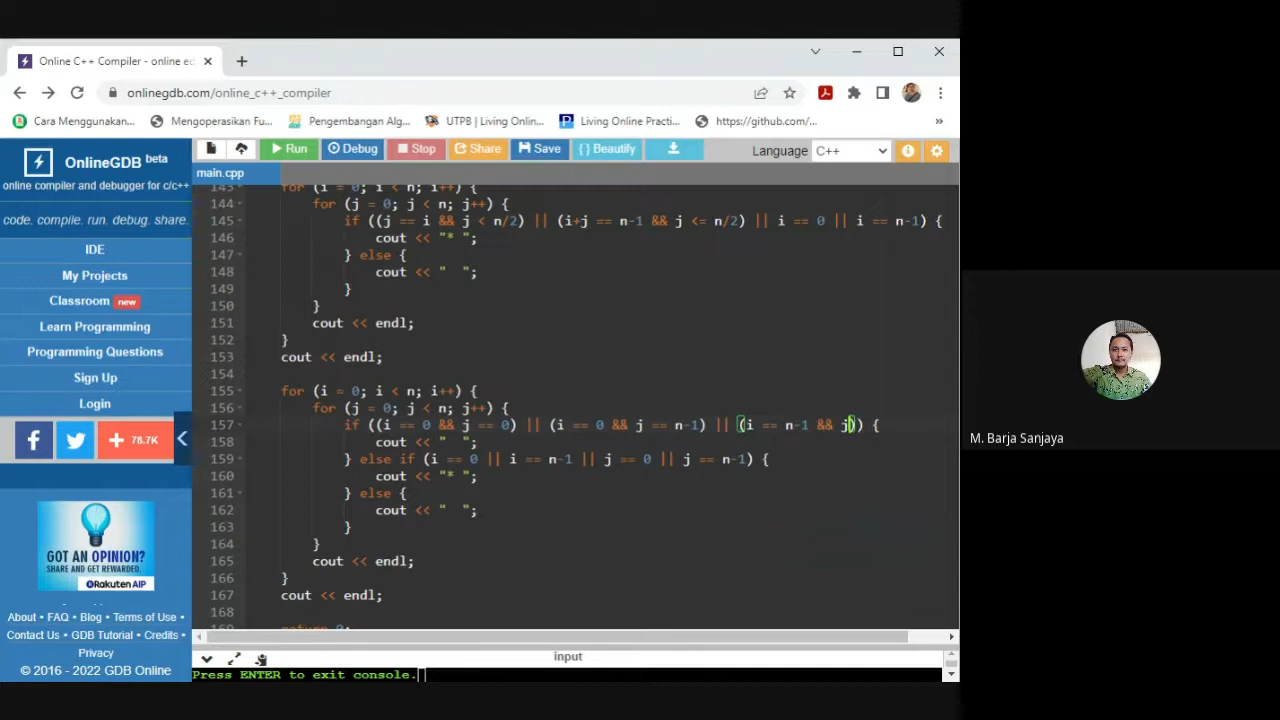 Online C++ Compiler - online ec
onlinegdb.com/online_c++_compiler
Cara Menggunakan...
Mengoperasikan Fu...
Pengembangan Alg...
UTPB | Living Onlin...
Living Online Practi...
https://github.com/...
»
OnlineGDB beta
online compiler and debugger for c/c++
code. compile. run. debug. share.
IDE
My Projects
Classroom new
Learn Programming
Programming Questions
Sign Up
Login
78.7K
GOT AN OPINION?
SHARE AND GET REWARDED.
Rakuten AIP
About • FAQ • Blog • Terms of Use •
Contact Us • GDB Tutorial • Credits •
Privacy
© 2016 - 2022 GDB Online
Run Debug Stop Share Save { } Beautify
Language C++
main.cpp
143 for (i = 0; i < n; i++) {
144 for (j = 0; j < n; j++) {
145 if ((j == i && j < n/2) || (i+j == n-1 && j <= n/2) || i == 0 || i == n-1) {
146 cout << "* ";
147 } else {
148 cout << "  ";
149 }
150 }
151 cout << endl;
152 }
153 cout << endl;
154
155 for (i = 0; i < n; i++) {
156 for (j = 0; j < n; j++) {
157 if ((i == 0 && j == 0) || (i == 0 && j == n-1) || (i == n-1 && j)) {
158 cout << "  ";
159 } else if (i == 0 || i == n-1 || j == 0 || j == n-1) {
160 cout << "* ";
161 } else {
162 cout << "  ";
163 }
164 }
165 cout << endl;
166 }
167 cout << endl;
168
169 return 0;
input
Press ENTER to exit console.
M. Barja Sanjaya